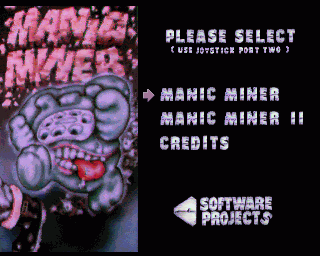 MANIC
MINER
PLEASE SELECT
( USE JOYSTICK PORT TWO )
MANIC MINER
MANIC MINER II
CREDITS
SOFTWARE
PROJECTS